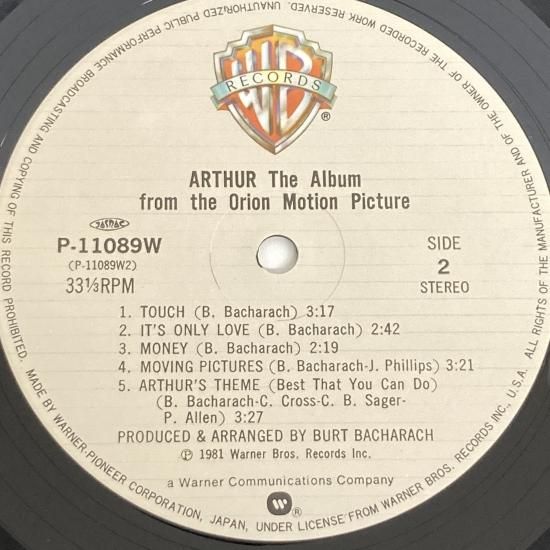 UNAUTHORIZED PUBLIC PERFORMANCE BROADCASTING AND COPYING OF THIS RECORD PROHIBITED.
ALL RIGHTS OF THE MANUFACTURER AND OF THE OWNER OF THE RECORDED WORK RESERVED.
RECORDS
®
ARTHUR The Album
from the Orion Motion Picture
JASRAC
P-11089W
(P-11089W2)
33⅓RPM
SIDE
2
STEREO
1. TOUCH (B. Bacharach) 3:17
2. IT'S ONLY LOVE (B. Bacharach) 2:42
3. MONEY (B. Bacharach) 2:19
4. MOVING PICTURES (B. Bacharach-J. Phillips) 3:21
5. ARTHUR'S THEME (Best That You Can Do)
(B. Bacharach-C. Cross-C. B. Sager-
P. Allen) 3:27
PRODUCED & ARRANGED BY BURT BACHARACH
℗ 1981 Warner Bros. Records Inc.
a Warner Communications Company
®
MADE BY WARNER-PIONEER CORPORATION, JAPAN, UNDER LICENSE FROM WARNER BROS. RECORDS INC., U.S.A.